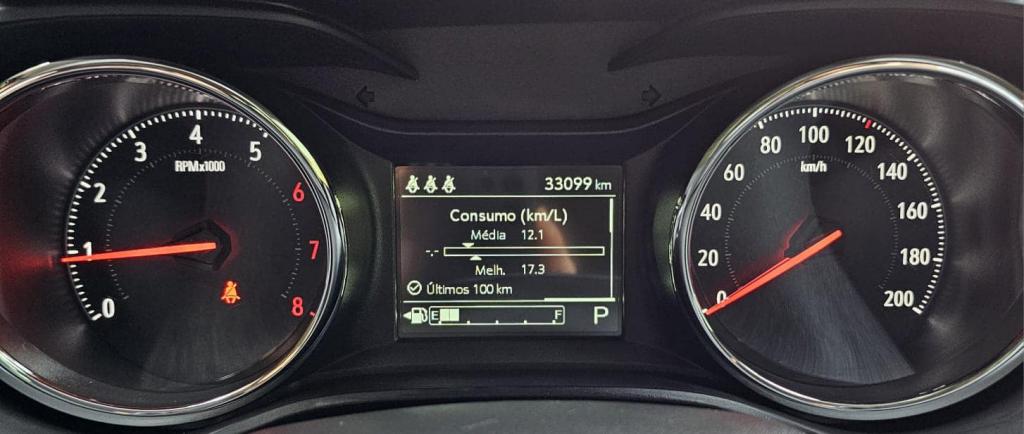 0
1
2
3
4
5
6
7
8
RPMx1000
33099 km
Consumo (km/L)
Média 12.1
-.-
Melh. 17.3
Últimos 100 km
E F P
0
20
40
60
80
100
120
140
160
180
200
km/h